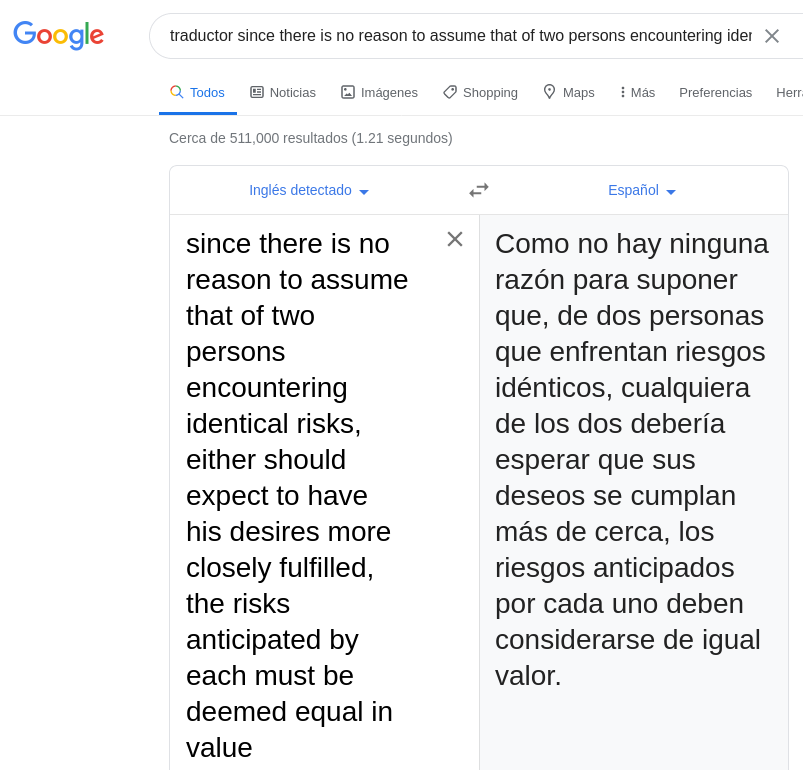 Google
traductor since there is no reason to assume that of two persons encountering iden
Todos Noticias Imágenes Shopping Maps Más Preferencias Herra
Cerca de 511,000 resultados (1.21 segundos)
Inglés detectado Español
since there is no
reason to assume
that of two
persons
encountering
identical risks,
either should
expect to have
his desires more
closely fulfilled,
the risks
anticipated by
each must be
deemed equal in
value
Como no hay ninguna
razón para suponer
que, de dos personas
que enfrentan riesgos
idénticos, cualquiera
de los dos debería
esperar que sus
deseos se cumplan
más de cerca, los
riesgos anticipados
por cada uno deben
considerarse de igual
valor.